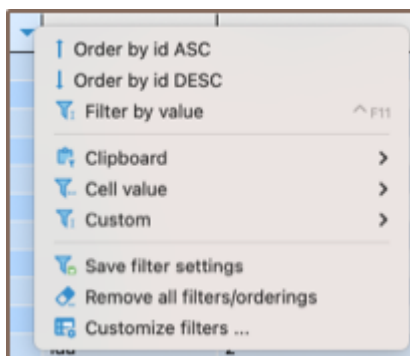 Order by id ASC
Order by id DESC
Filter by value ^F11
Clipboard
Cell value
Custom
Save filter settings
Remove all filters/orderings
Customize filters ...